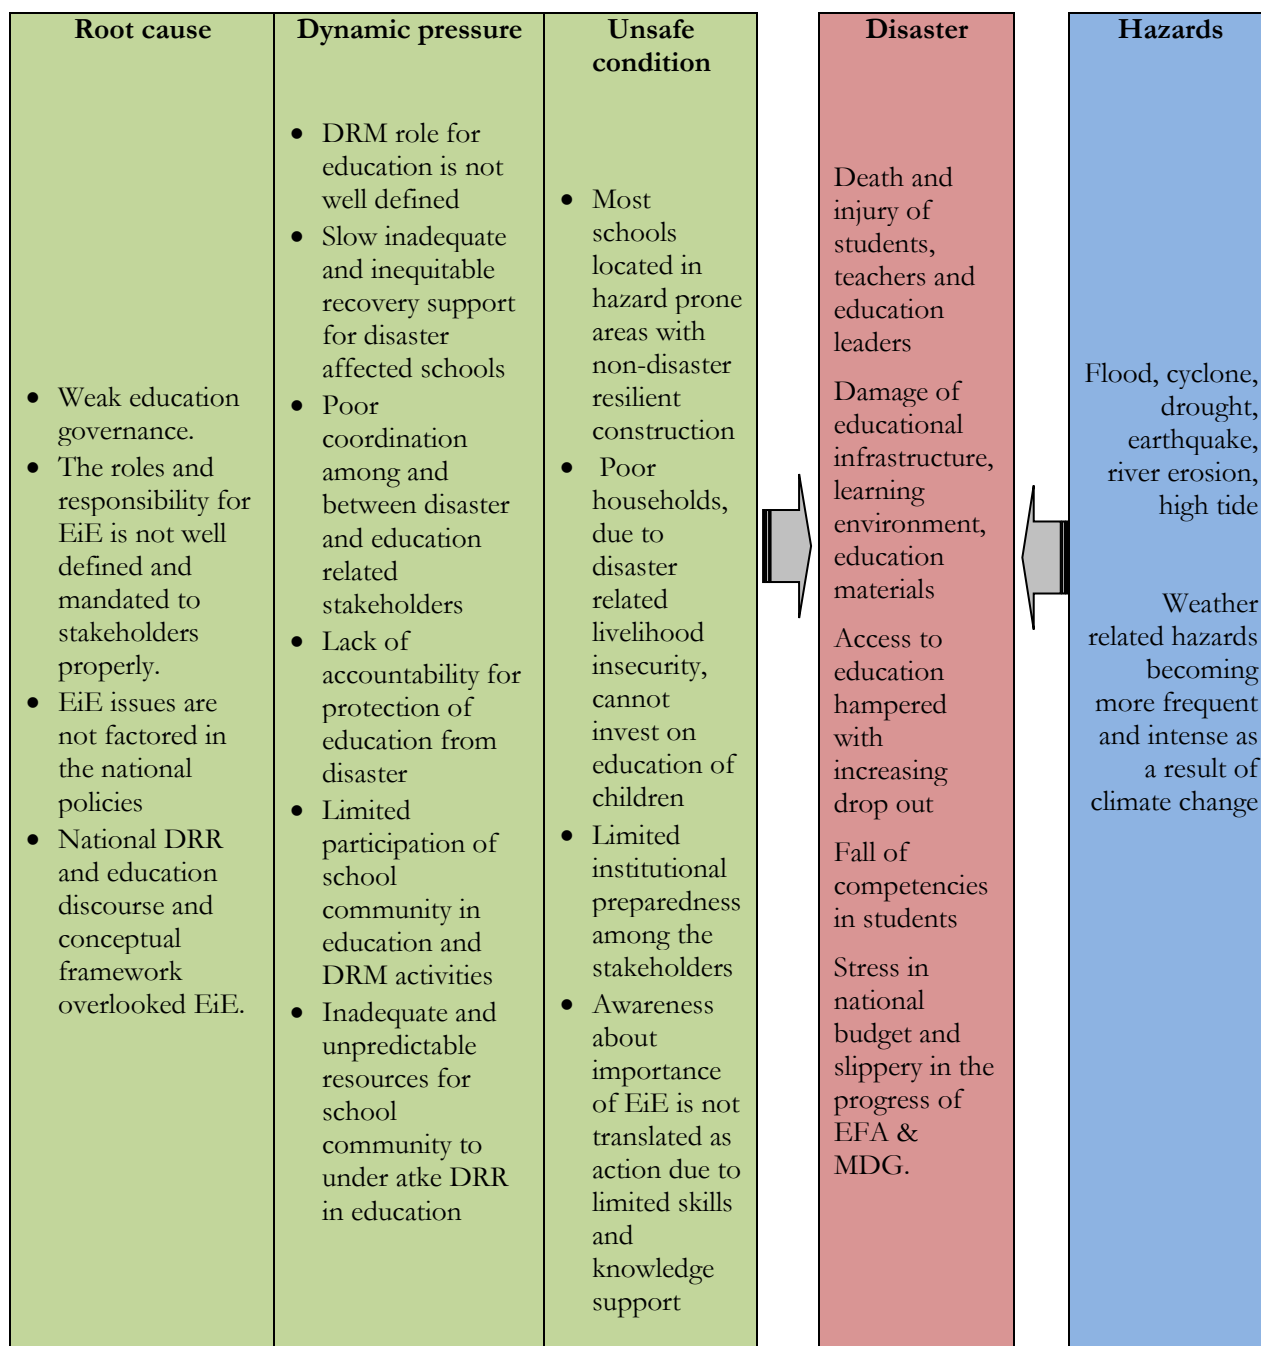 Root cause
• Weak education
governance.
• The roles and
responsibility for
EiE is not well
defined and
mandated to
stakeholders
properly.
• EiE issues are
not factored in
the national
policies
• National DRR
and education
discourse and
conceptual
framework
overlooked EiE.
Dynamic pressure
• DRM role for
education is not
well defined
• Slow inadequate
and inequitable
recovery support
for disaster
affected schools
• Poor
coordination
among and
between disaster
and education
related
stakeholders
• Lack of
accountability for
protection of
education from
disaster
• Limited
participation of
school
community in
education and
DRM activities
• Inadequate and
unpredictable
resources for
school
community to
under atke DRR
in education
Unsafe
condition
• Most
schools
located in
hazard prone
areas with
non-disaster
resilient
construction
• Poor
households,
due to
disaster
related
livelihood
insecurity,
cannot
invest on
education of
children
• Limited
institutional
preparedness
among the
stakeholders
• Awareness
about
importance
of EiE is not
translated as
action due to
limited skills
and
knowledge
support
Disaster
Death and
injury of
students,
teachers and
education
leaders
Damage of
educational
infrastructure,
learning
environment,
education
materials
Access to
education
hampered
with
increasing
drop out
Fall of
competencies
in students
Stress in
national
budget and
slippery in the
progress of
EFA &
MDG.
Hazards
Flood, cyclone,
drought,
earthquake,
river erosion,
high tide
Weather
related hazards
becoming
more frequent
and intense as
a result of
climate change